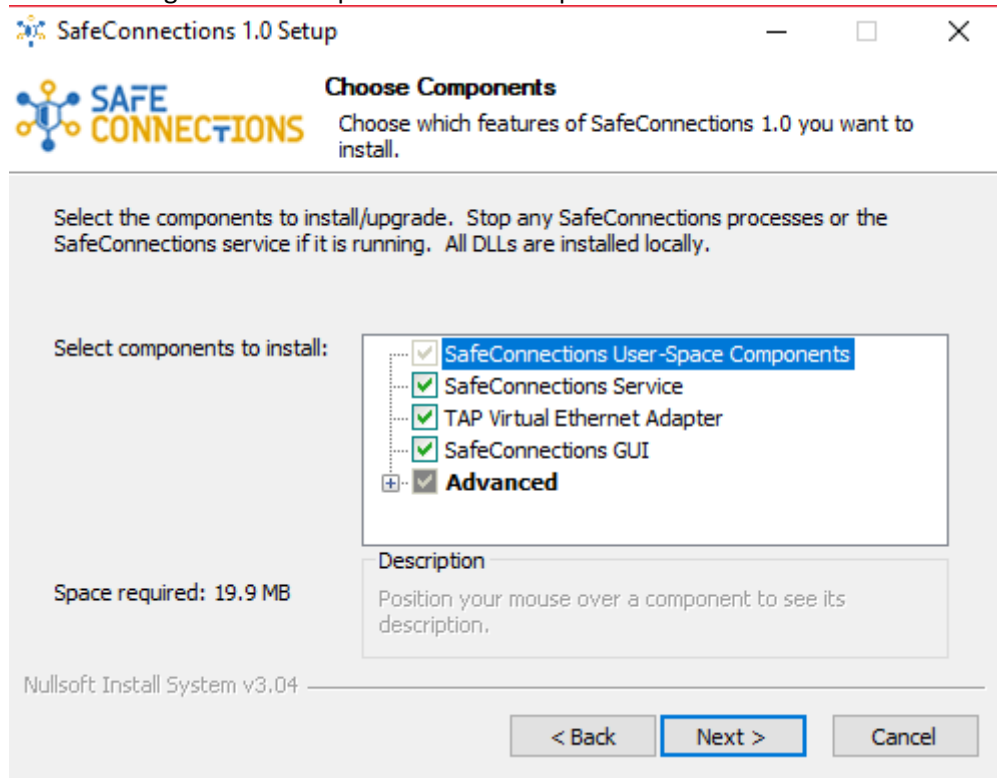 SafeConnections 1.0 Setup
SAFE
CONNECTIONS
Choose Components
Choose which features of SafeConnections 1.0 you want to
install.
Select the components to install/upgrade. Stop any SafeConnections processes or the
SafeConnections service if it is running. All DLLs are installed locally.
Select components to install:
SafeConnections User-Space Components
SafeConnections Service
TAP Virtual Ethernet Adapter
SafeConnections GUI
Advanced
Space required: 19.9 MB
Description
Position your mouse over a component to see its
description.
Nullsoft Install System v3.04
< Back
Next >
Cancel